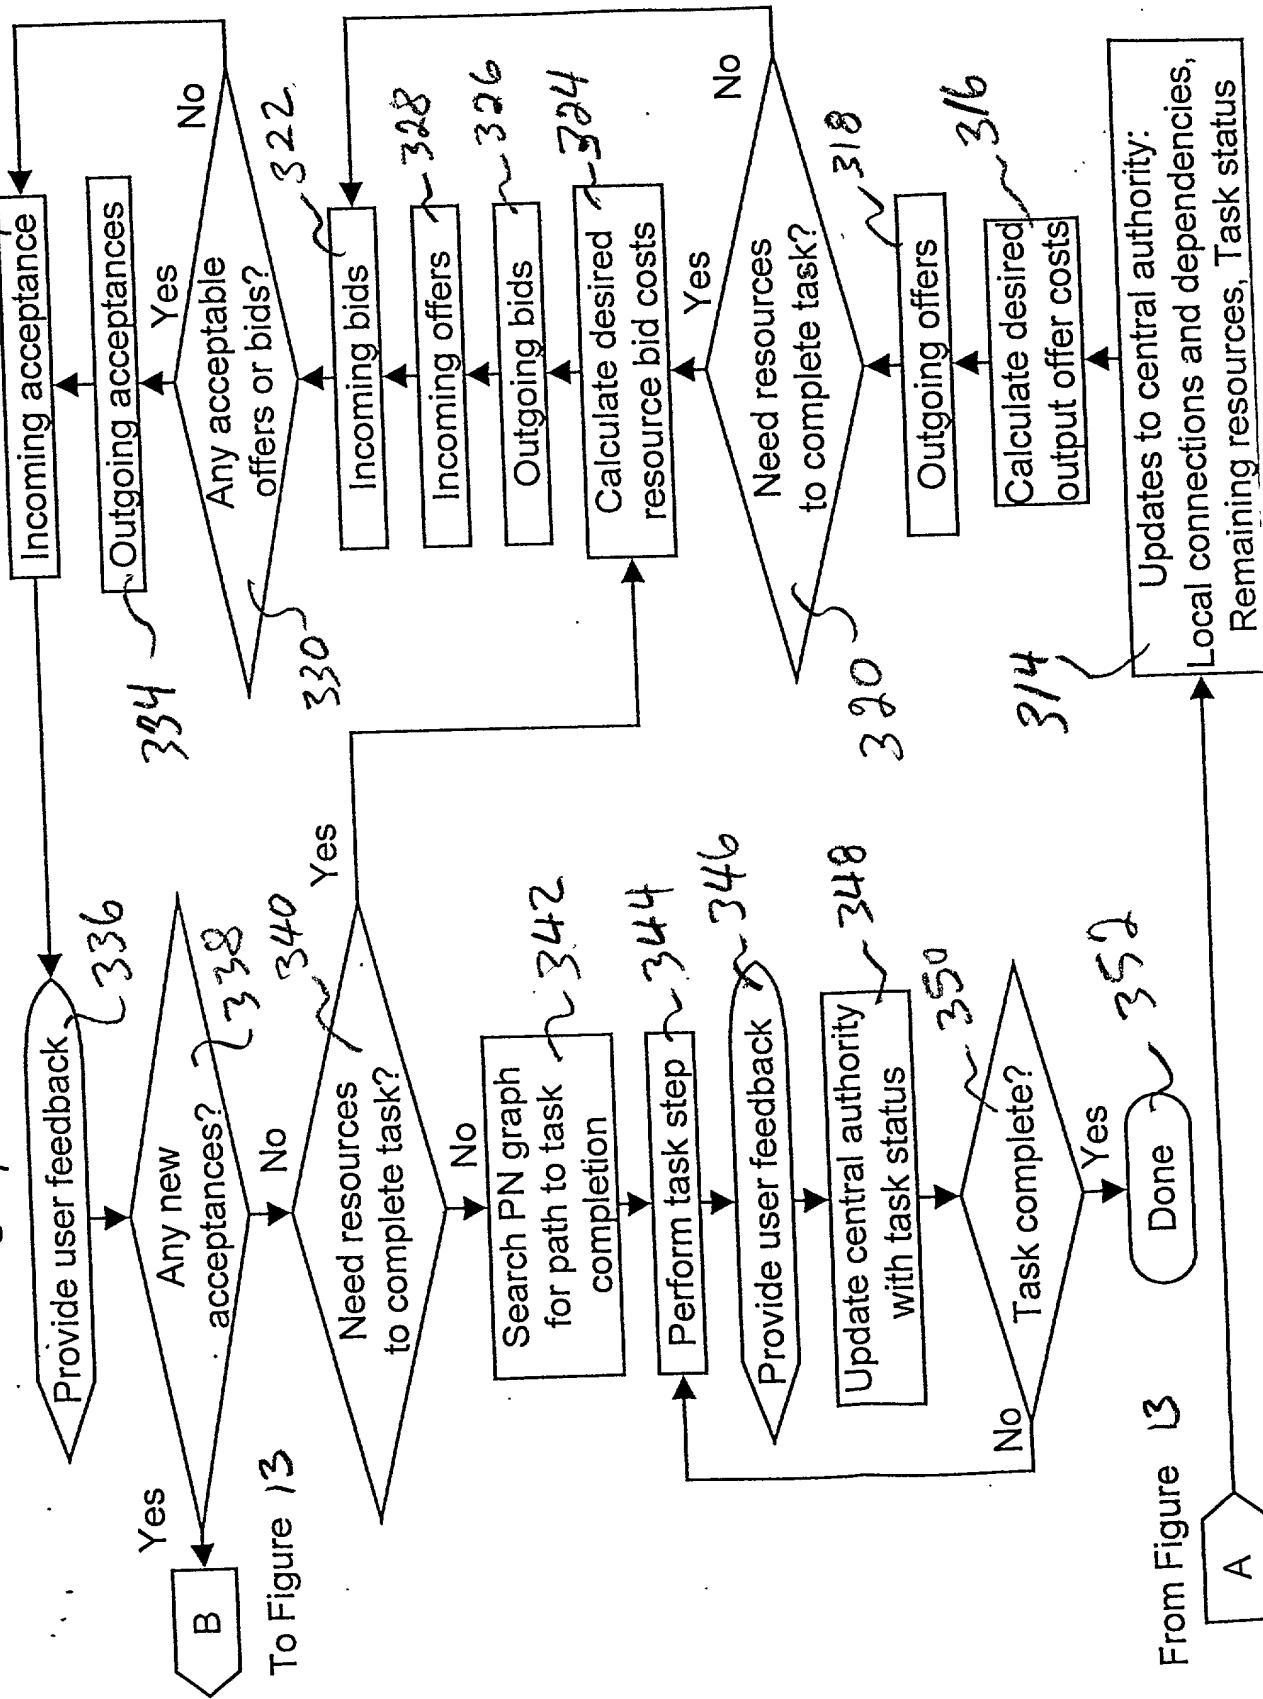 From Figure 13
A
Updates to central authority:
Local connections and dependencies,
Remaining resources, Task status
314
Calculate desired
output offer costs
316
Outgoing offers
318
Need resources
to complete task?
320
No
Yes
Calculate desired
resource bid costs
324
Outgoing bids
326
Incoming offers
328
Incoming bids
322
Any acceptable
offers or bids?
330
No
Yes
Outgoing acceptances
334
Incoming acceptance
Provide user feedback
336
Any new
acceptances?
338
Yes
B
To Figure 13
No
Need resources
to complete task?
340
Yes
No
Search PN graph
for path to task
completion
342
Perform task step
344
Provide user feedback
346
Update central authority
with task status
348
Task complete?
350
No
Yes
Done
352